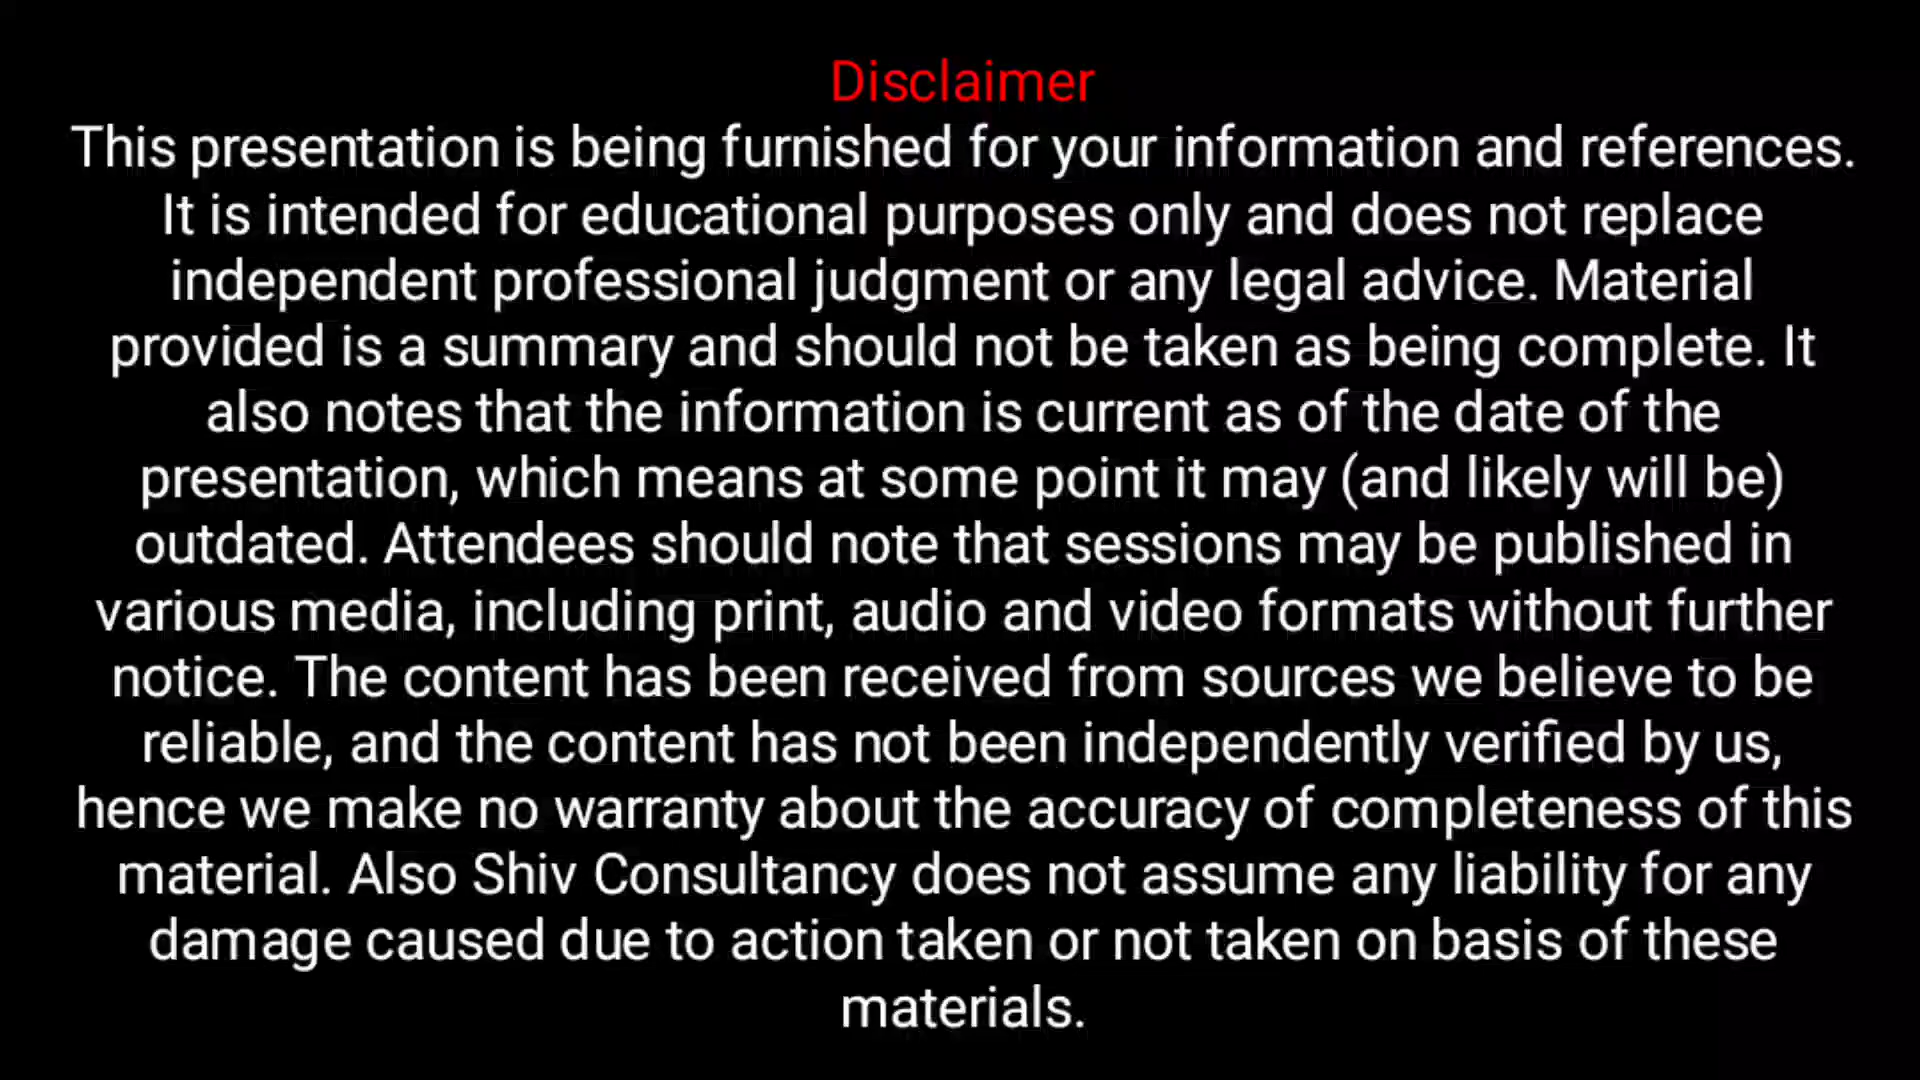 Disclaimer
This presentation is being furnished for your information and references.
It is intended for educational purposes only and does not replace
independent professional judgment or any legal advice. Material
provided is a summary and should not be taken as being complete. It
also notes that the information is current as of the date of the
presentation, which means at some point it may (and likely will be)
outdated. Attendees should note that sessions may be published in
various media, including print, audio and video formats without further
notice. The content has been received from sources we believe to be
reliable, and the content has not been independently verified by us,
hence we make no warranty about the accuracy of completeness of this
material. Also Shiv Consultancy does not assume any liability for any
damage caused due to action taken or not taken on basis of these
materials.